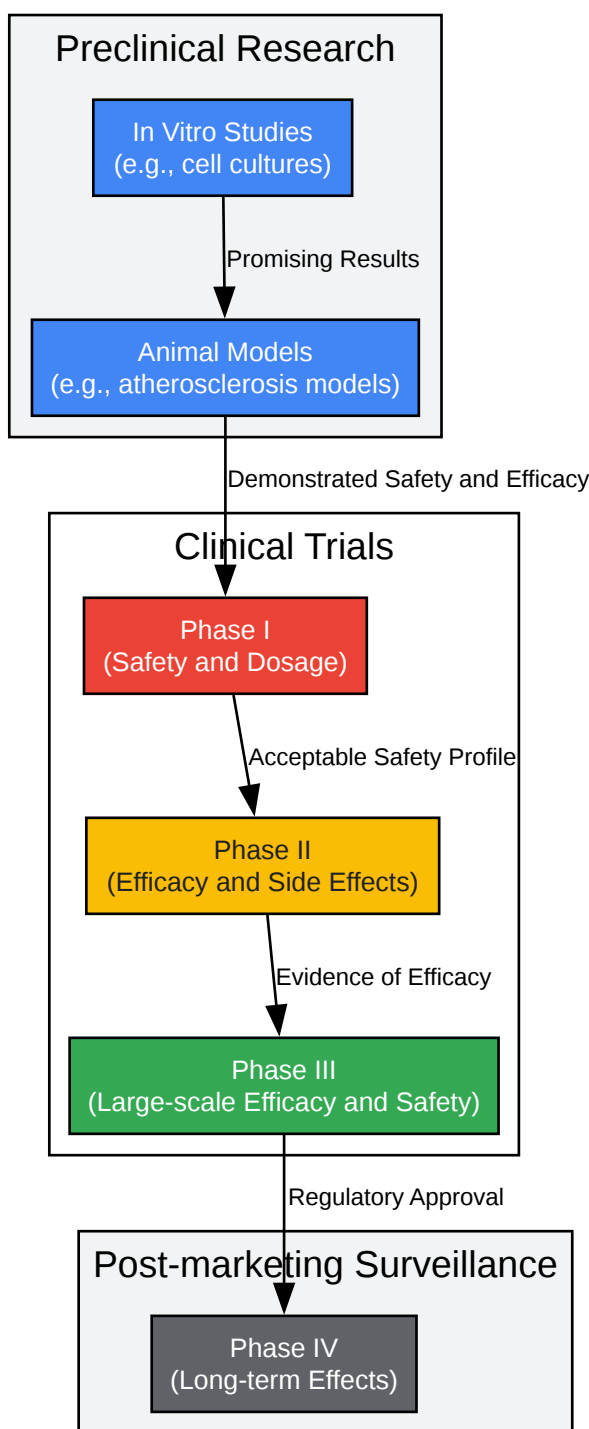 Preclinical Research
In Vitro Studies
(e.g., cell cultures)
Promising Results
Animal Models
(e.g., atherosclerosis models)
Demonstrated Safety and Efficacy
Clinical Trials
Phase I
(Safety and Dosage)
Acceptable Safety Profile
Phase II
(Efficacy and Side Effects)
Evidence of Efficacy
Phase III
(Large-scale Efficacy and Safety)
Regulatory Approval
Post-marketing Surveillance
Phase IV
(Long-term Effects)